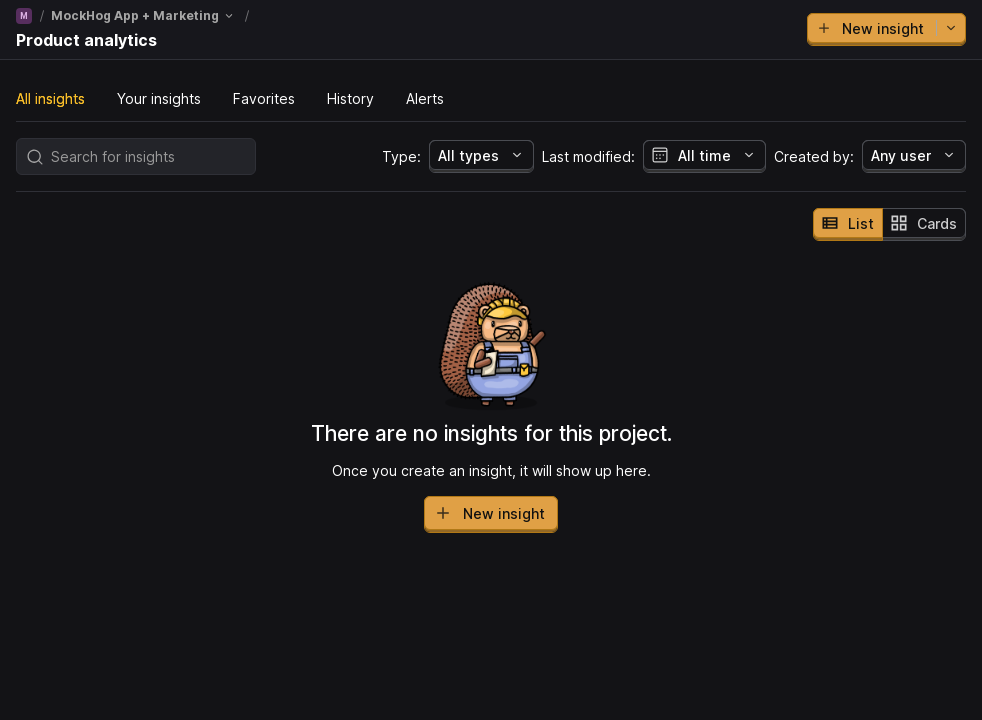 M / MockHog App + Marketing /
Product analytics
New insight
All insights Your insights Favorites History Alerts
Search for insights Type: All types Last modified: All time Created by: Any user
List Cards
There are no insights for this project.
Once you create an insight, it will show up here.
New insight